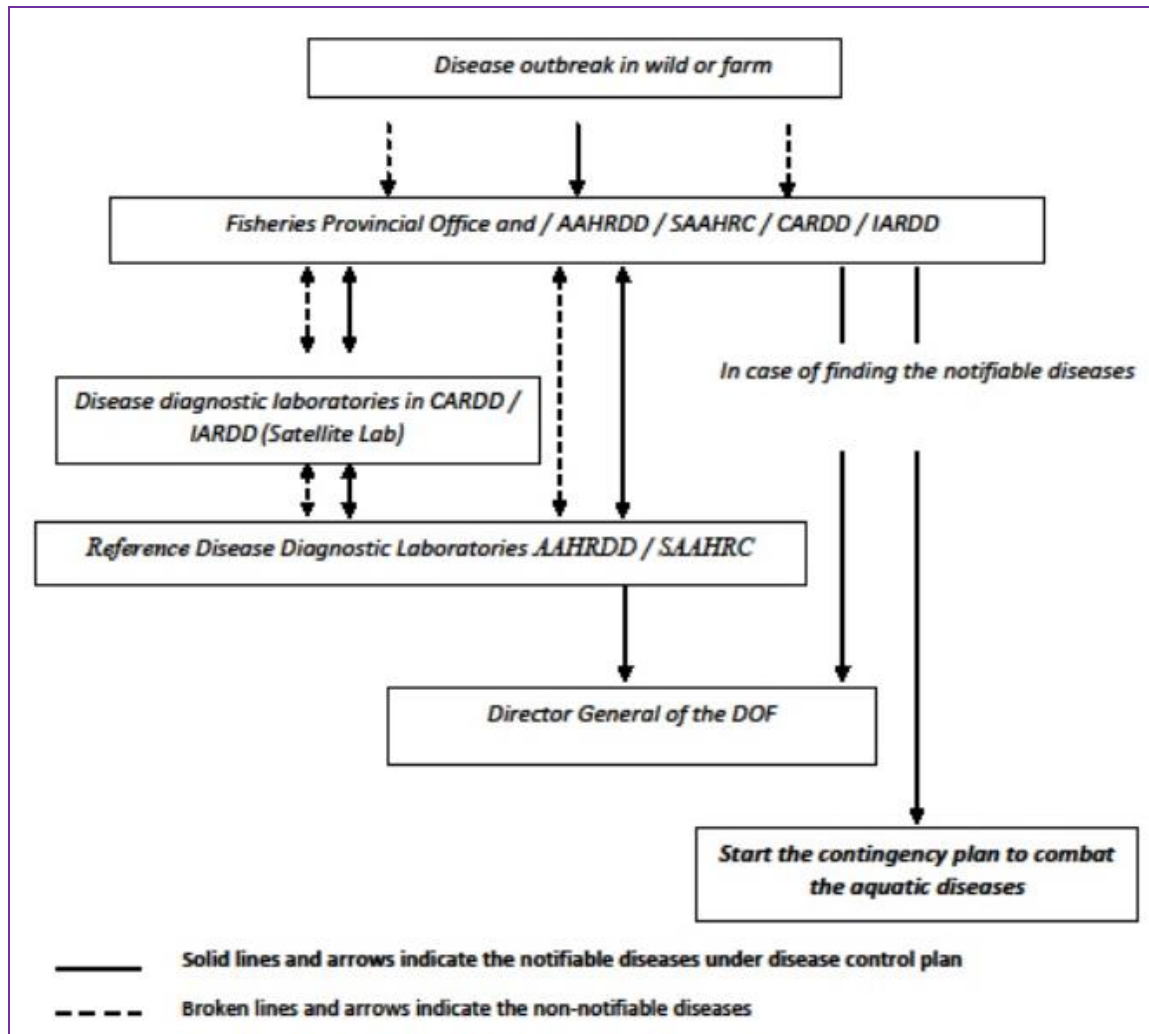 Disease outbreak in wild or farm
Fisheries Provincial Office and / AAHRDD / SAAHRC / CARDD / IARDD
In case of finding the notifiable diseases
Disease diagnostic laboratories in CARDD /
IARDD (Satellite Lab)
Reference Disease Diagnostic Laboratories AAHRDD / SAAHRC
Director General of the DOF
Start the contingency plan to combat
the aquatic diseases
Solid lines and arrows indicate the notifiable diseases under disease control plan
Broken lines and arrows indicate the non-notifiable diseases